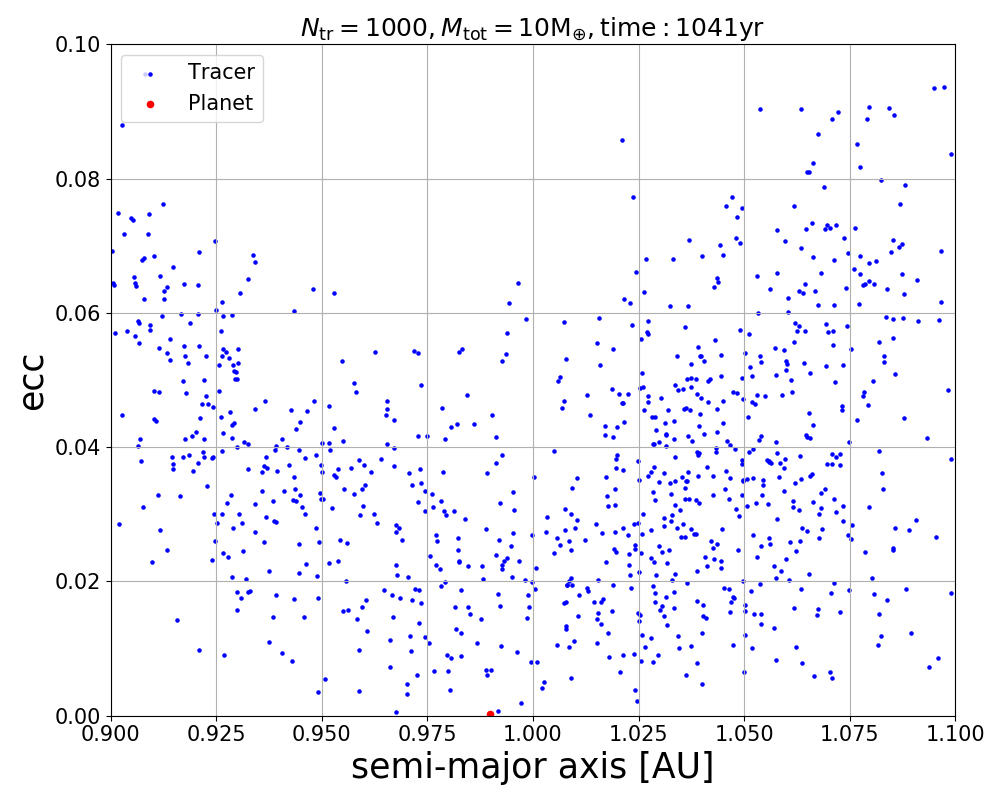 N_tr = 1000, M_tot = 10M_⊕, time : 1041yr
Tracer
Planet
ecc
0.10
0.08
0.06
0.04
0.02
0.00
0.900 0.925 0.950 0.975 1.000 1.025 1.050 1.075 1.100
semi-major axis [AU]